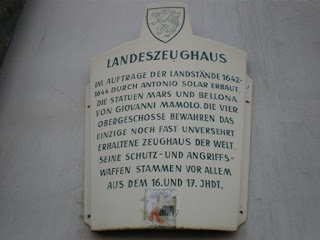 LANDESZEUGHAUS
IM AUFTRAGE DER LANDSTÄNDE 1642-
1644 DURCH ANTONIO SOLAR ERBAUT.
DIE STATUEN MARS UND BELLONA
VON GIOVANNI MAMOLO. DIE VIER
OBERGESCHOSSE BEWAHREN DAS
EINZIGE NOCH FAST UNVERSEHRT
ERHALTENE ZEUGHAUS DER WELT.
SEINE SCHUTZ- UND ANGRIFFS-
WAFFEN STAMMEN VOR ALLEM
AUS DEM 16. UND 17. JHDT.